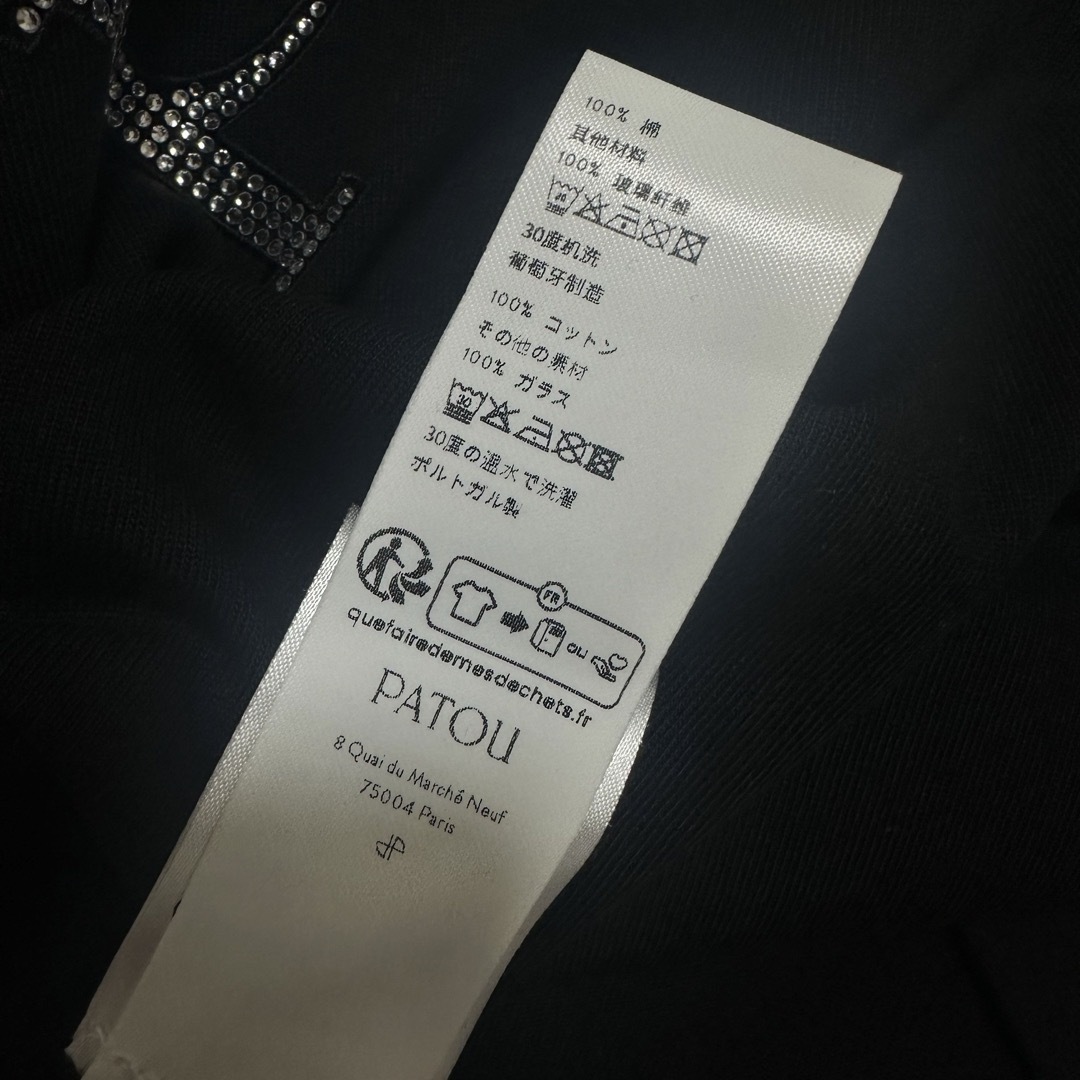 100% 棉
其他材料
100% 玻璃纤维
30
30度机洗
葡萄牙制造
100% コットン
その他の素材
100% ガラス
30
30度の温水で洗濯
ポルトガル製
FR
ou
quefairedemesdechets.fr
PATOU
8 Quai du Marché Neuf
75004 Paris
JP